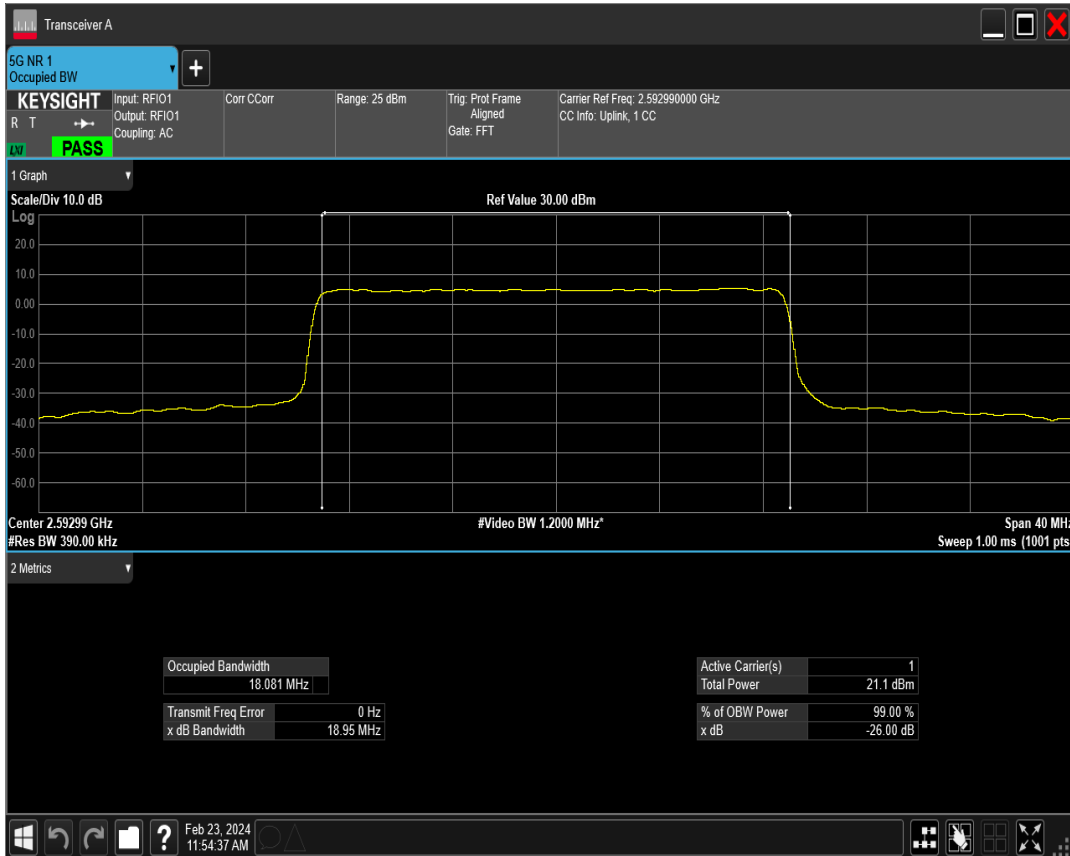 Transceiver A
5G NR 1
Occupied BW
+
KEYSIGHT
R T
LXI
PASS
Input: RFIO1
Output: RFIO1
Coupling: AC
Corr CCorr
Range: 25 dBm
Trig: Prot Frame
Aligned
Gate: FFT
Carrier Ref Freq: 2.592990000 GHz
CC Info: Uplink, 1 CC
1 Graph
Scale/Div 10.0 dB
Ref Value 30.00 dBm
Log
20.0
10.0
0.00
-10.0
-20.0
-30.0
-40.0
-50.0
-60.0
Center 2.59299 GHz
#Video BW 1.2000 MHz*
Span 40 MHz
#Res BW 390.00 kHz
Sweep 1.00 ms (1001 pts
2 Metrics
Occupied Bandwidth
18.081 MHz
Transmit Freq Error 0 Hz
x dB Bandwidth 18.95 MHz
Active Carrier(s) 1
Total Power 21.1 dBm
% of OBW Power 99.00 %
x dB -26.00 dB
?
Feb 23, 2024
11:54:37 AM